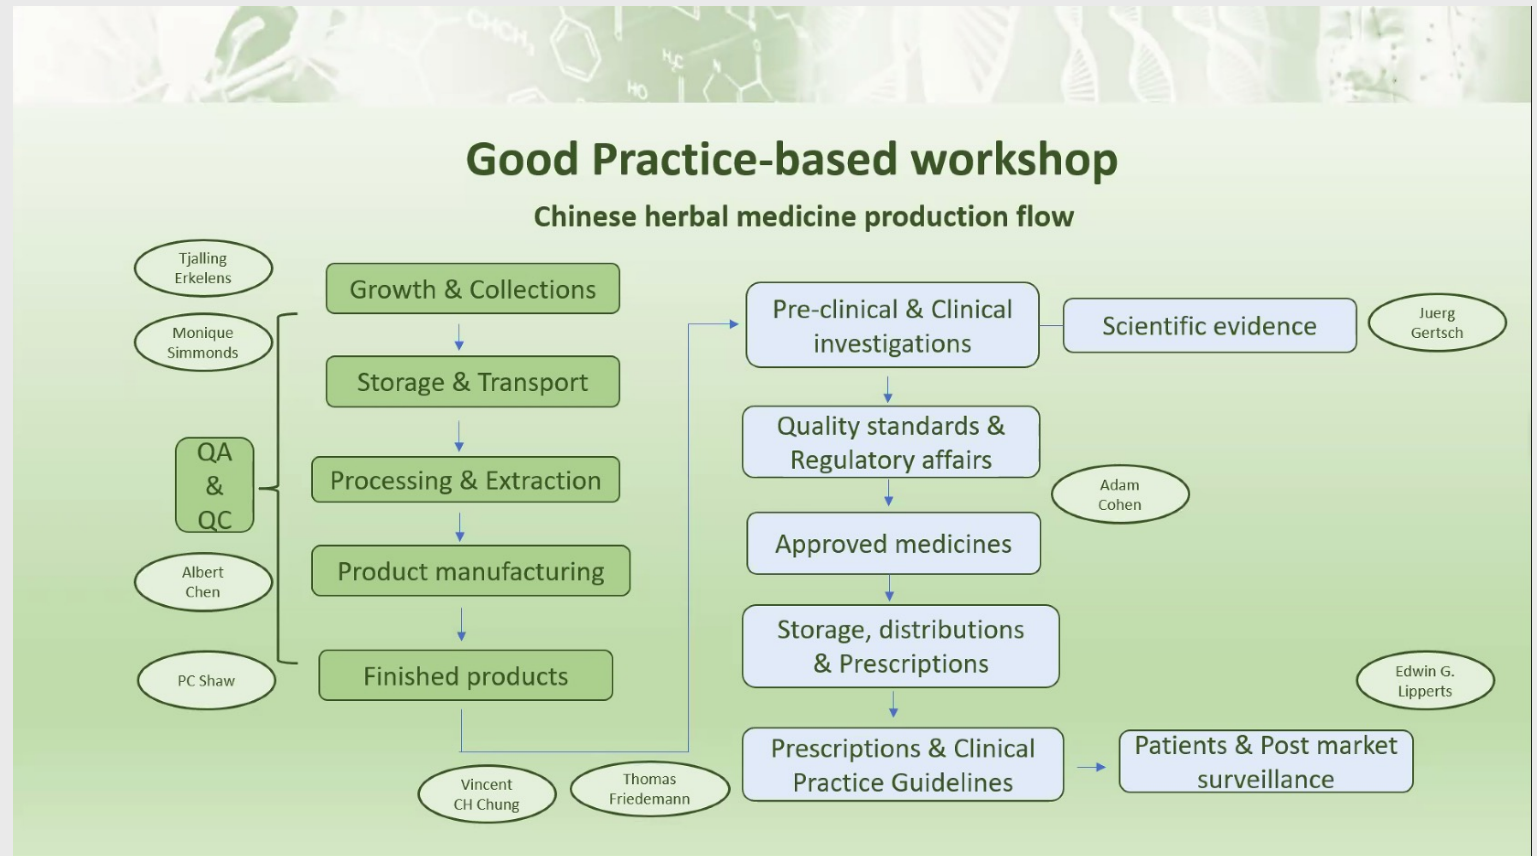 CHCH₃
H₃C
HO
Good Practice-based workshop
Chinese herbal medicine production flow
Tjalling
Erkelens
Monique
Simmonds
QA
&
QC
Albert
Chen
PC Shaw
Growth & Collections
Storage & Transport
Processing & Extraction
Product manufacturing
Finished products
Vincent
CH Chung
Thomas
Friedemann
Pre-clinical & Clinical
investigations
Scientific evidence
Juerg
Gertsch
Quality standards &
Regulatory affairs
Adam
Cohen
Approved medicines
Storage, distributions
& Prescriptions
Prescriptions & Clinical
Practice Guidelines
Edwin G.
Lipperts
Patients & Post market
surveillance